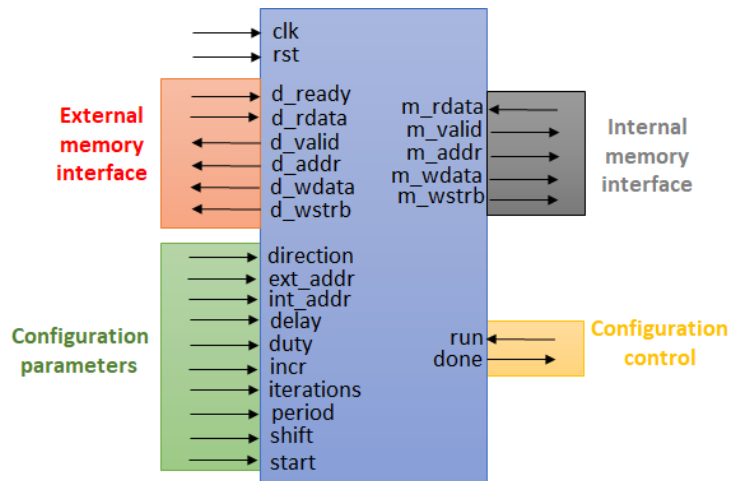 clk
rst
External
memory
interface
d_ready
d_rdata
d_valid
d_addr
d_wdata
d_wstrb
m_rdata
m_valid
m_addr
m_wdata
m_wstrb
Internal
memory
interface
Configuration
parameters
direction
ext_addr
int_addr
delay
duty
incr
iterations
period
shift
start
run
done
Configuration
control